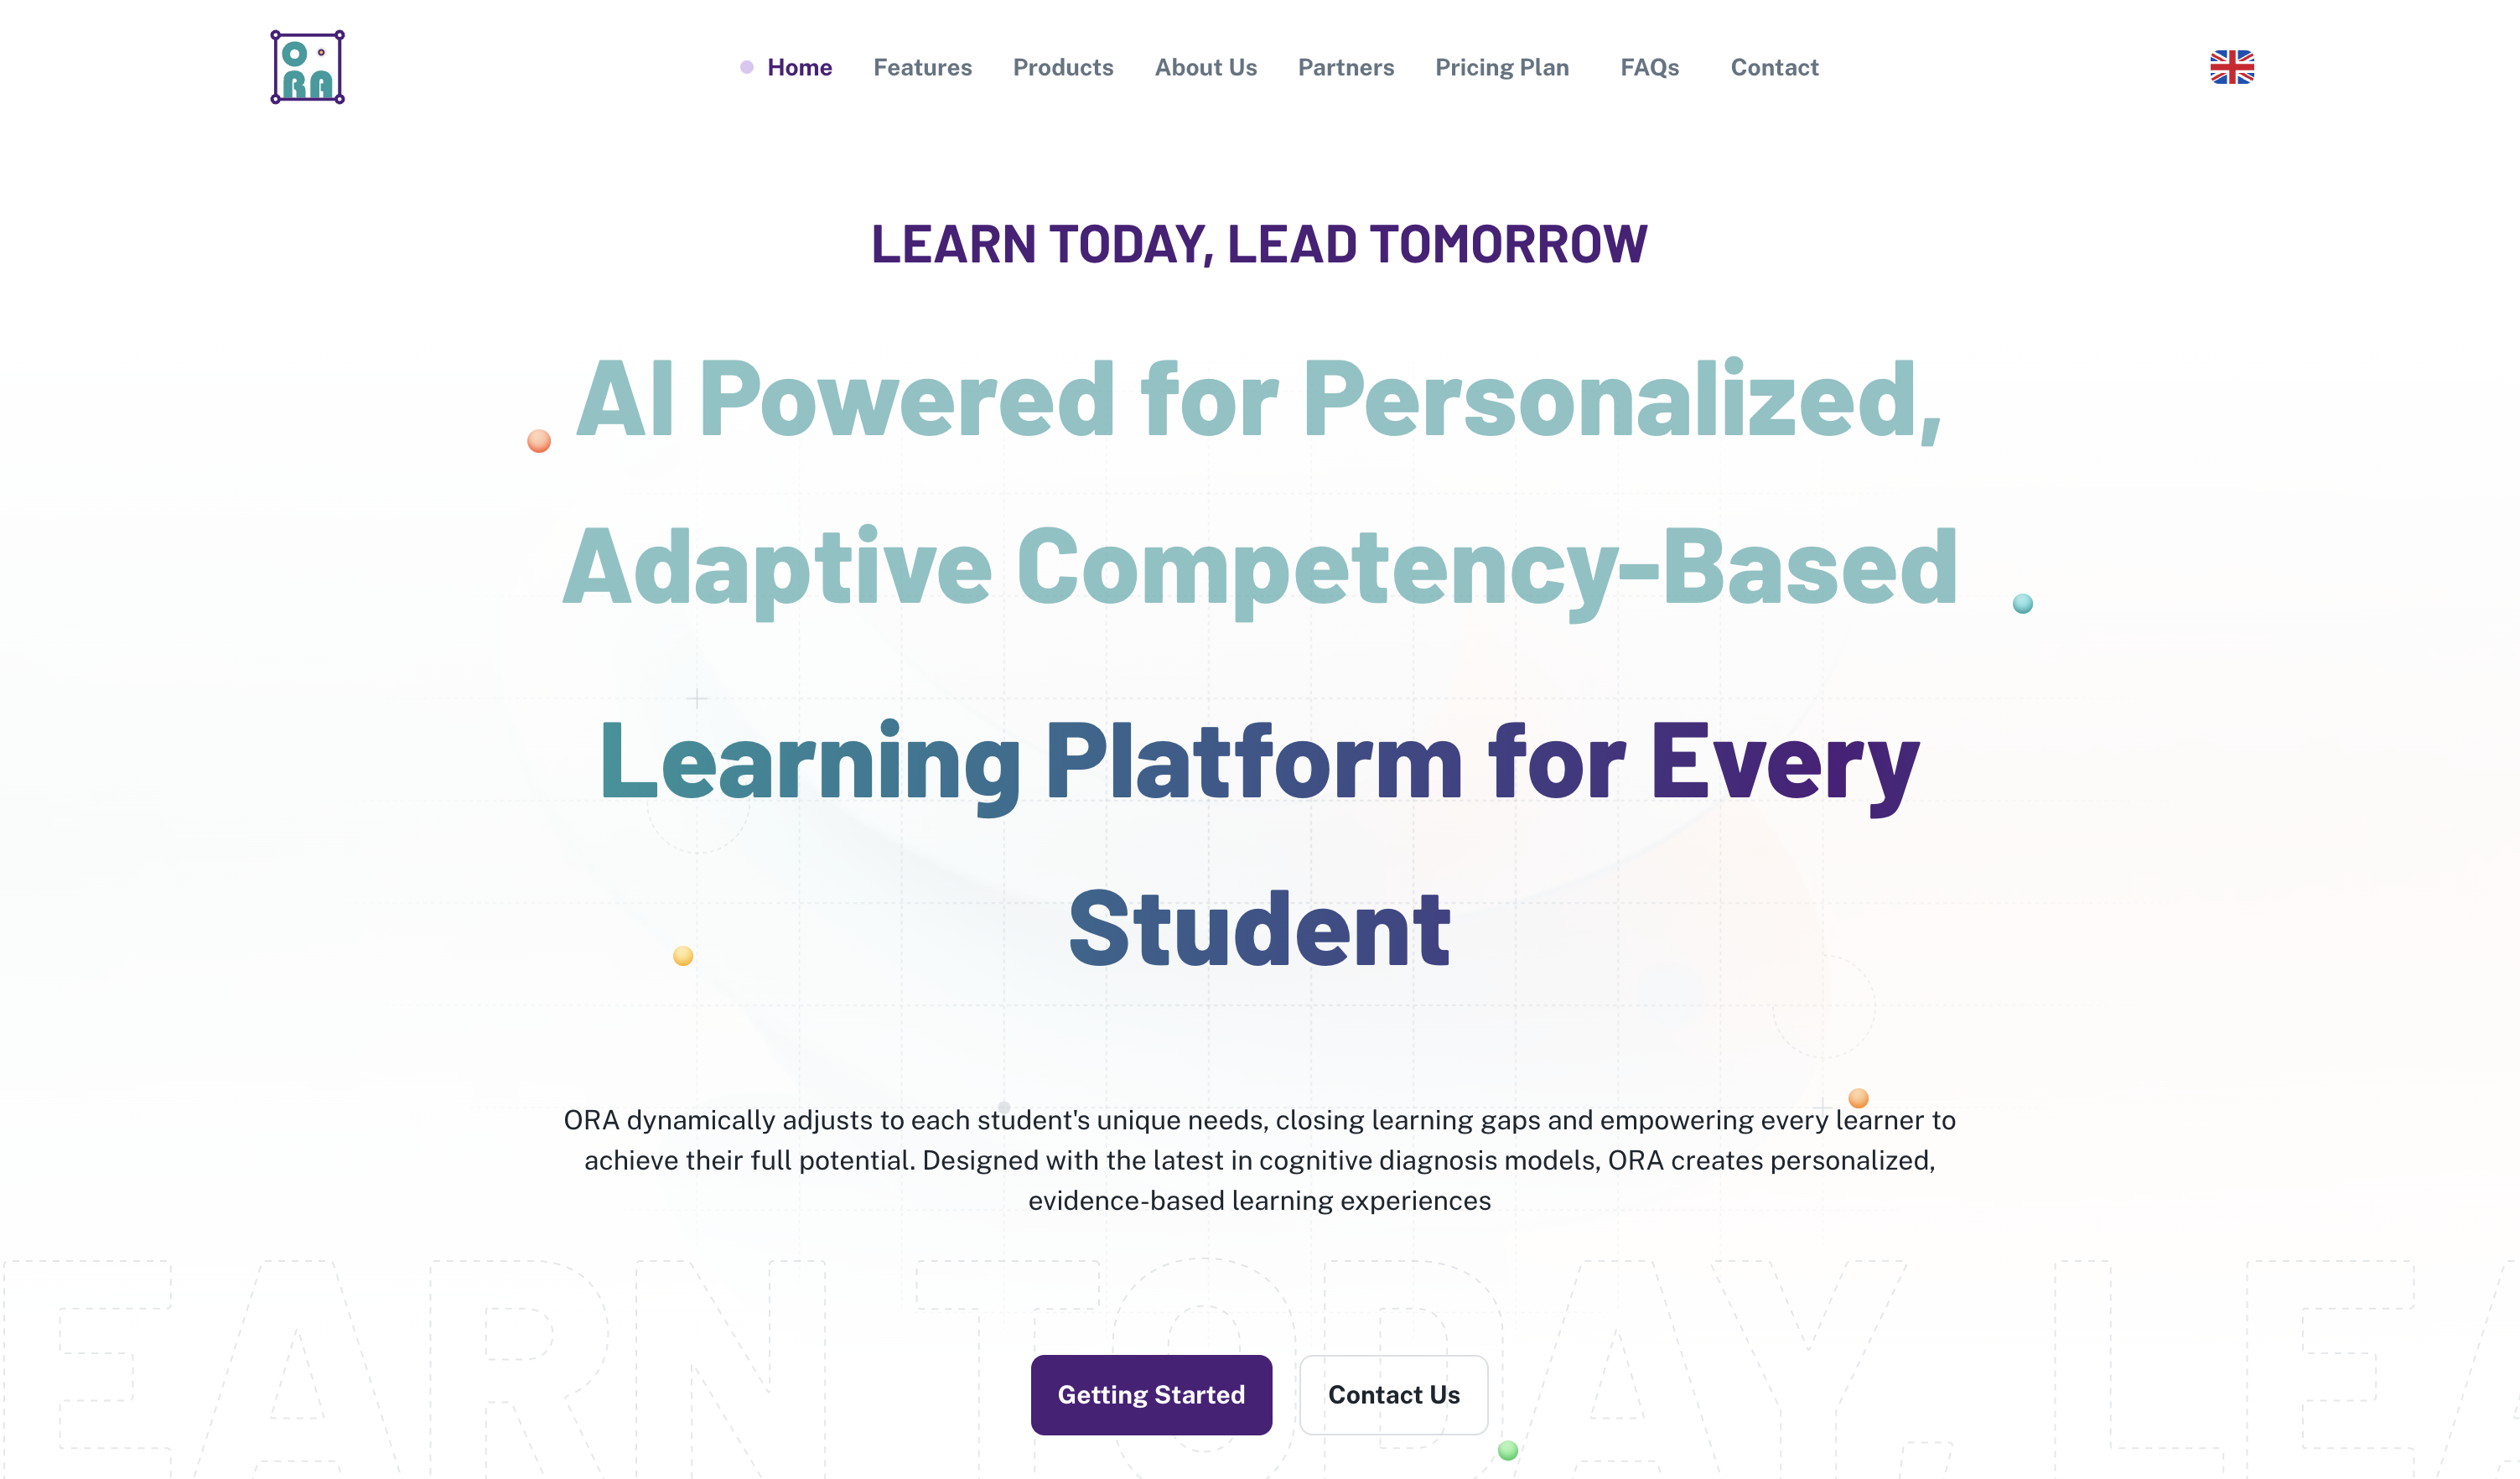 ORA
Home Features Products About Us Partners Pricing Plan FAQs Contact
LEARN TODAY, LEAD TOMORROW
AI Powered for Personalized,
Adaptive Competency-Based
Learning Platform for Every
Student
ORA dynamically adjusts to each student's unique needs, closing learning gaps and empowering every learner to
achieve their full potential. Designed with the latest in cognitive diagnosis models, ORA creates personalized,
evidence-based learning experiences
EARN TODAY, LEA
Getting Started Contact Us